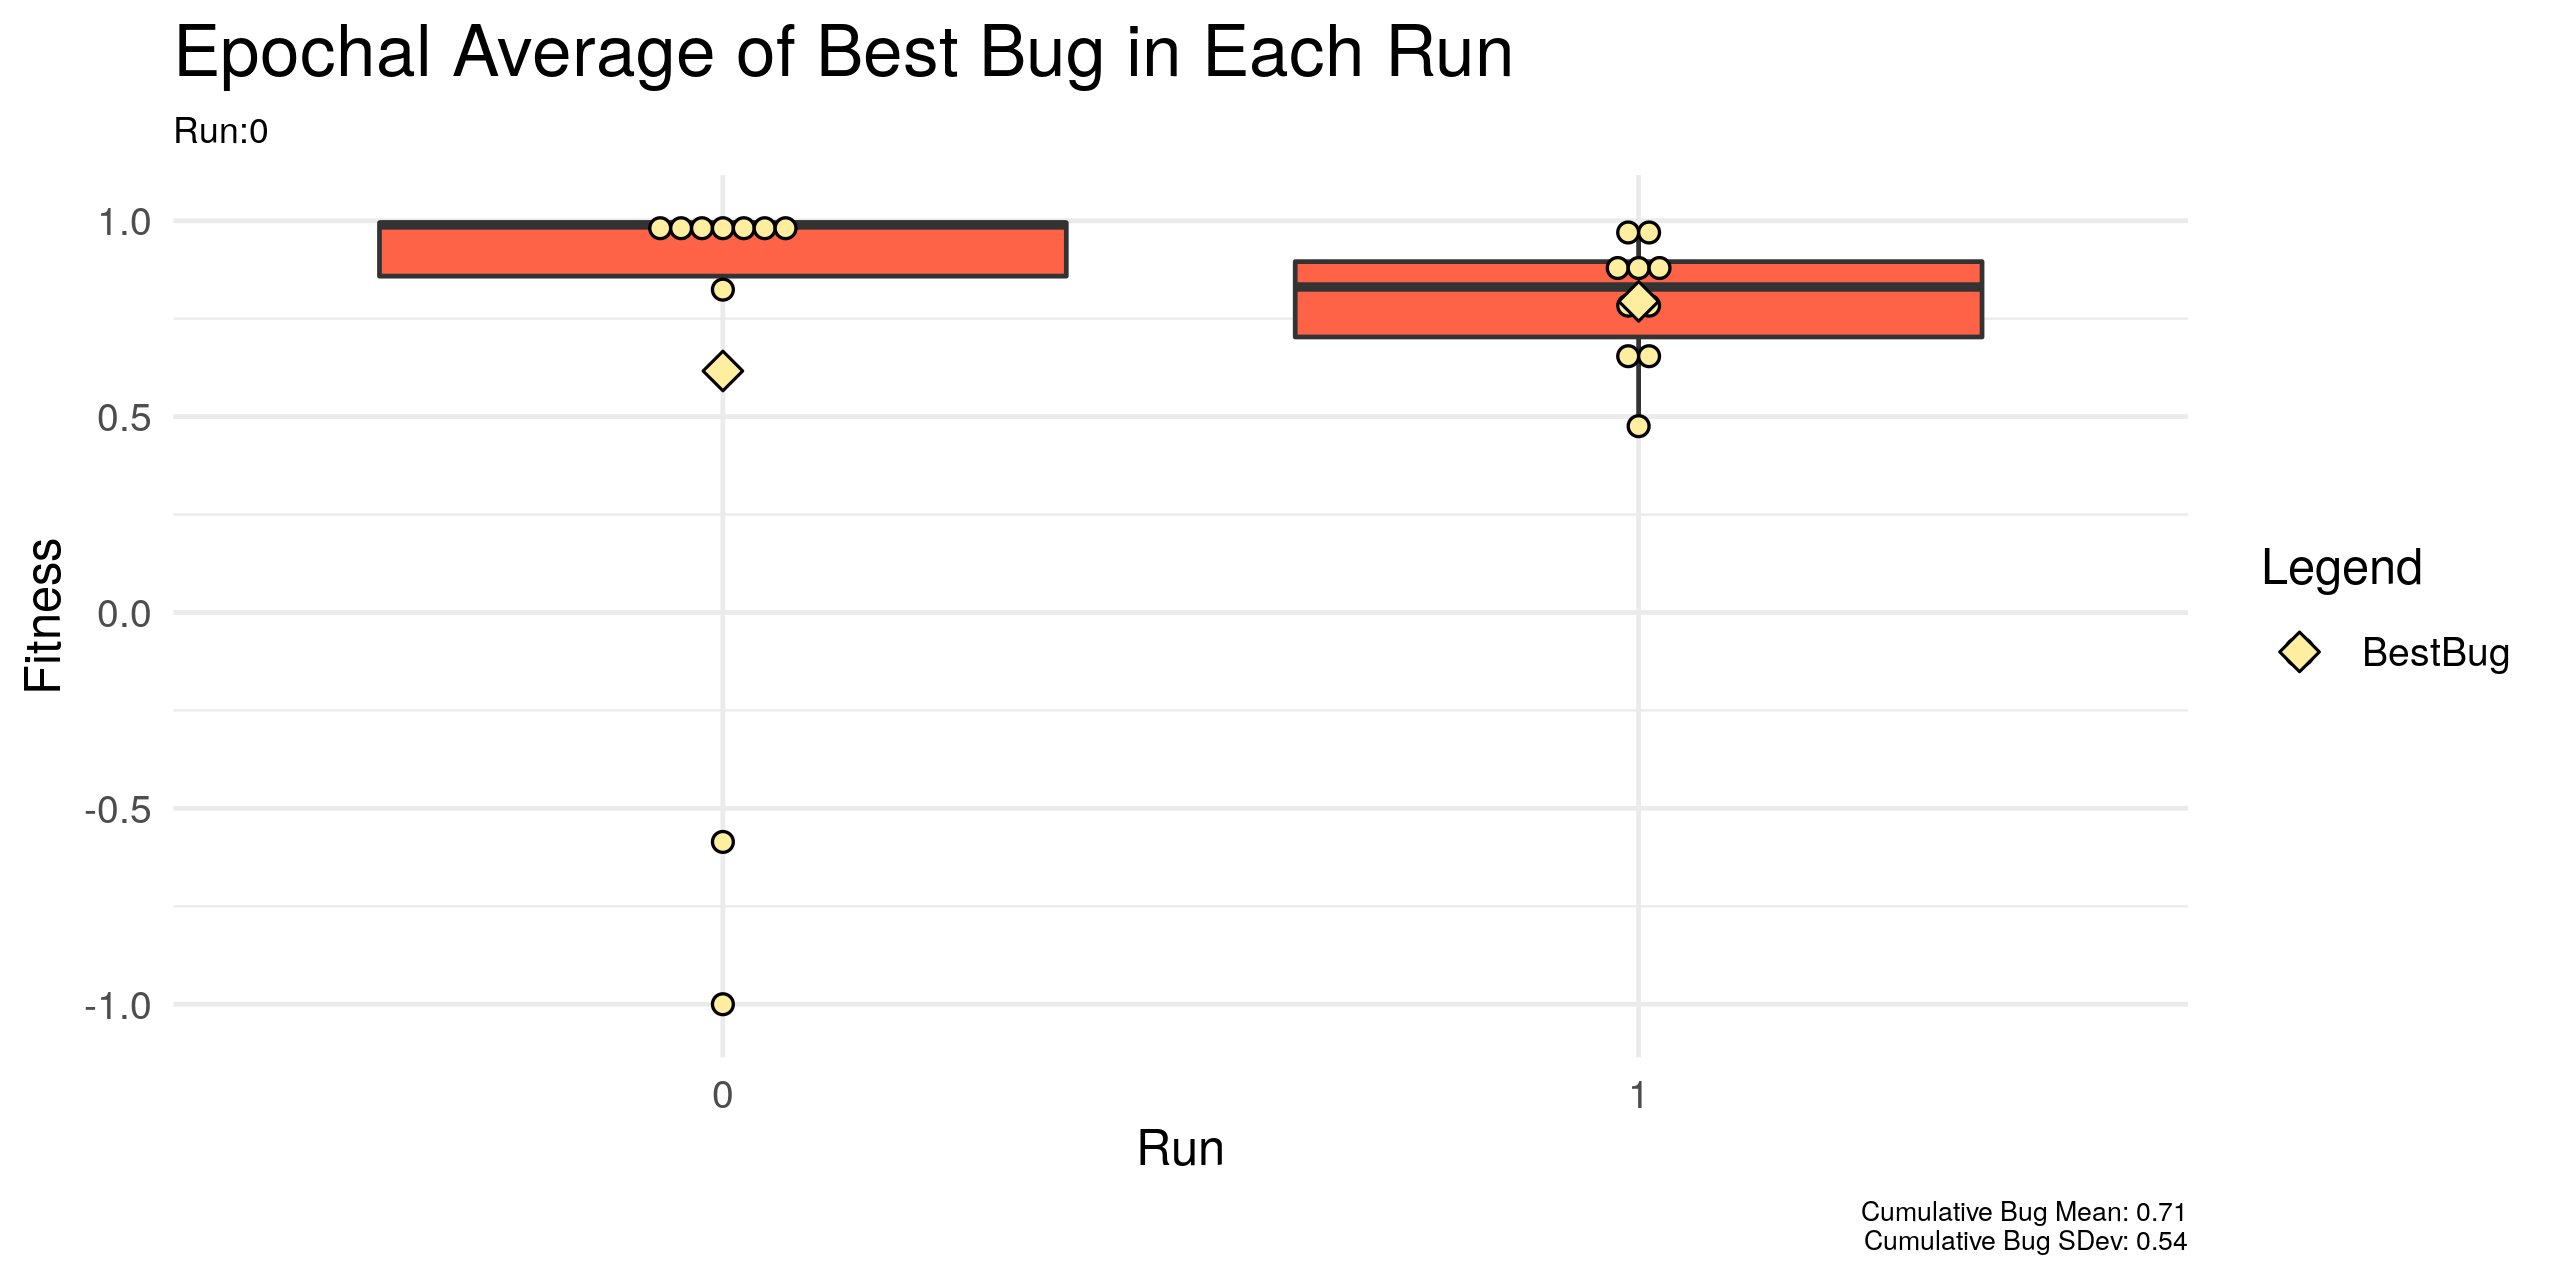 Epochal Average of Best Bug in Each Run
Run:0
1.0
0.5
0.0
-0.5
-1.0
Fitness
0
1
Run
Legend
BestBug
Cumulative Bug Mean: 0.71
Cumulative Bug SDev: 0.54